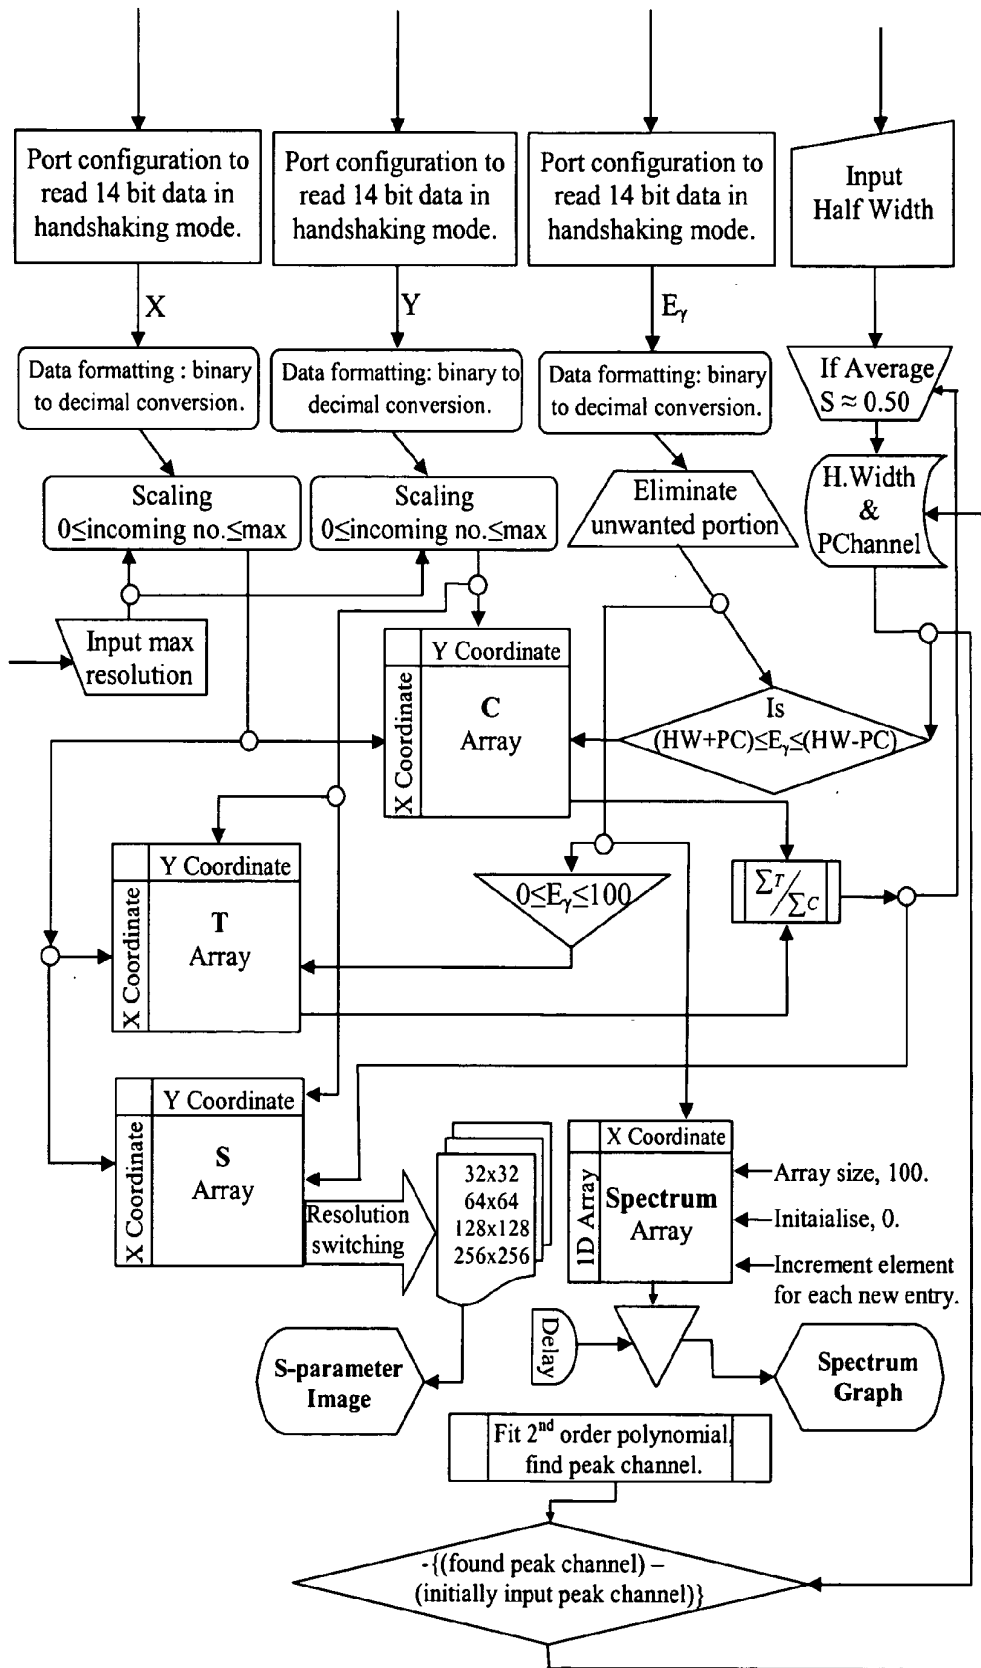 Port configuration to
read 14 bit data in
handshaking mode.
Port configuration to
read 14 bit data in
handshaking mode.
Port configuration to
read 14 bit data in
handshaking mode.
Input
Half Width
X
Y
Eγ
Data formatting : binary
to decimal conversion.
Data formatting: binary to
decimal conversion.
Data formatting: binary
to decimal conversion.
If Average
S ≈ 0.50
Scaling
0≤incoming no.≤max
Scaling
0≤incoming no.≤max
Eliminate
unwanted portion
H.Width
&
PChannel
Input max
resolution
Y Coordinate
X Coordinate
C
Array
Is
(HW+PC)≤Eγ≤(HW-PC)
Y Coordinate
X Coordinate
T
Array
0≤Eγ≤100
∑T/∑C
Y Coordinate
X Coordinate
S
Array
Resolution
switching
32x32
64x64
128x128
256x256
X Coordinate
1D Array
Spectrum
Array
Array size, 100.
Initaialise, 0.
Increment element
for each new entry.
Delay
S-parameter
Image
Spectrum
Graph
Fit 2nd order polynomial,
find peak channel.
-{(found peak channel) –
(initially input peak channel)}